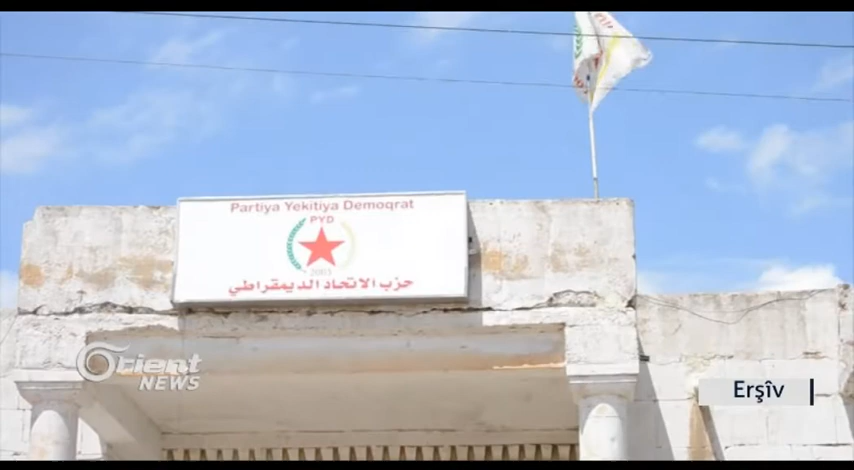 Partiya Yekitiya Demoqrat
PYD
2003
حزب الاتحاد الديمقراطي
Orient
NEWS
Erşîv